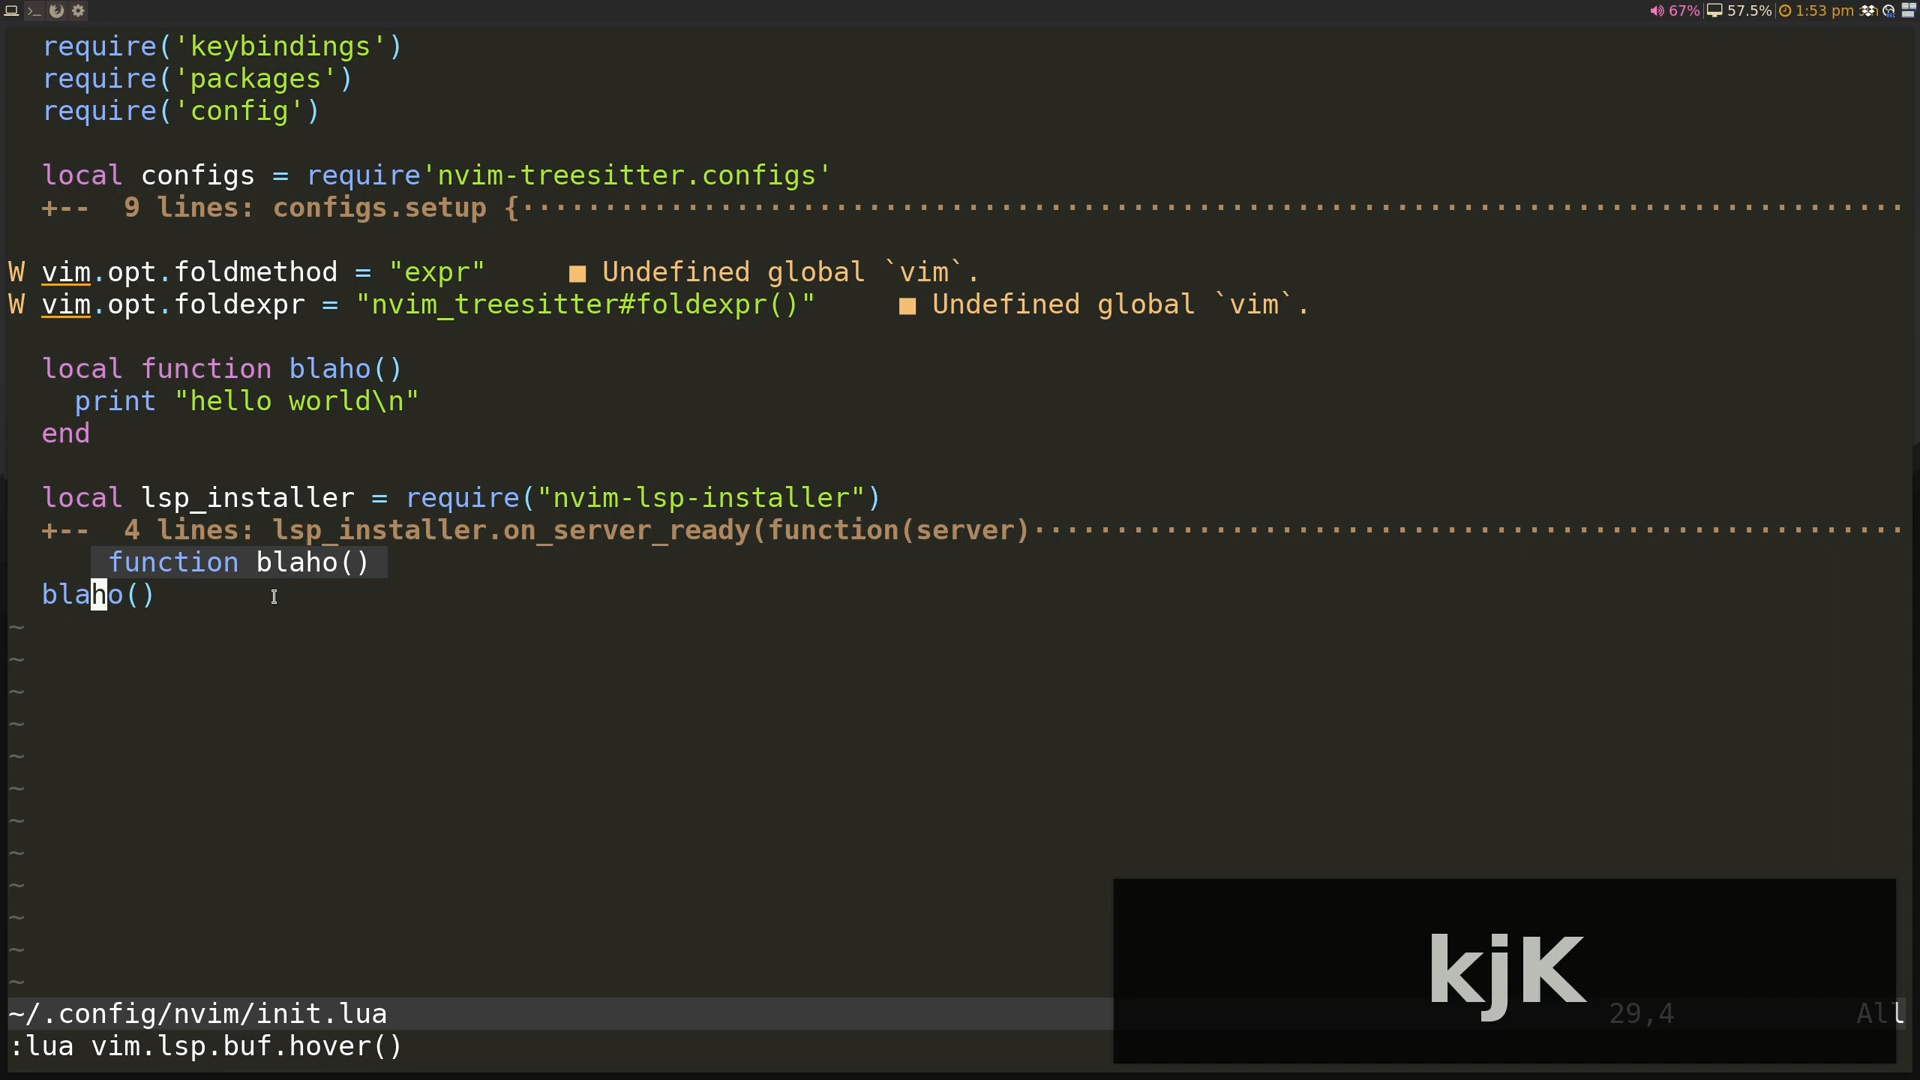 67% 57.5% 1:53 pm
require('keybindings')
require('packages')
require('config')
local configs = require'nvim-treesitter.configs'
+--  9 lines: configs.setup {·····················································································
W vim.opt.foldmethod = "expr"     ■ Undefined global `vim`.
W vim.opt.foldexpr = "nvim_treesitter#foldexpr()"     ■ Undefined global `vim`.
local function blaho()
  print "hello world\n"
end
local lsp_installer = require("nvim-lsp-installer")
+--  4 lines: lsp_installer.on_server_ready(function(server)·····················································
function blaho()
blaho()
~
~
~
~
~
~
~
~
~
~
~
~
kjK
~/.config/nvim/init.lua 29,4 All
:lua vim.lsp.buf.hover()